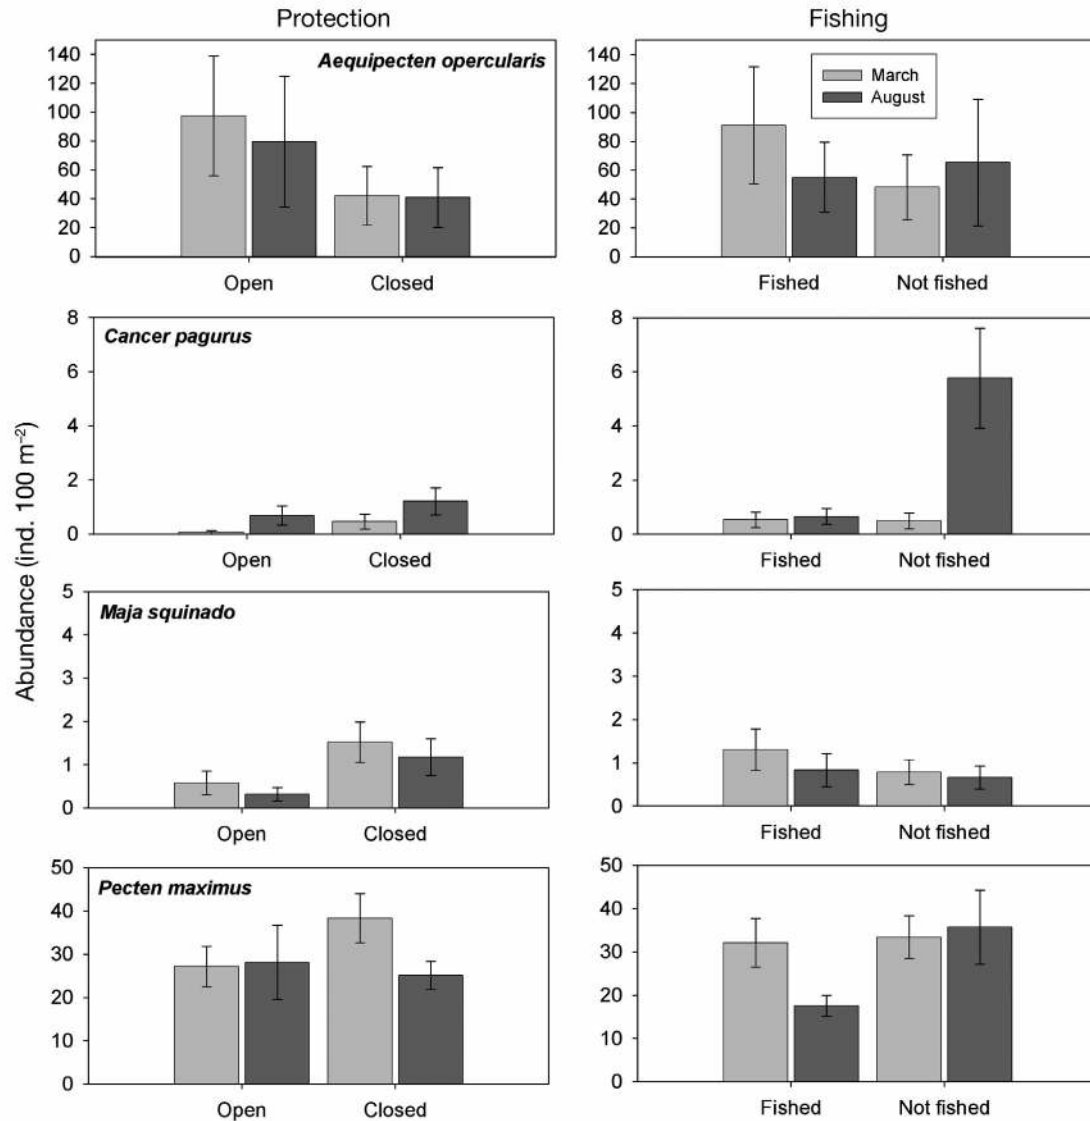 Protection
Fishing
Aequipecten opercularis
140
120
100
80
60
40
20
0
Open Closed
140
120
100
80
60
40
20
0
March
August
Fished Not fished
Cancer pagurus
8
6
4
2
0
Open Closed
8
6
4
2
0
Fished Not fished
Abundance (ind. 100 m⁻²)
Maja squinado
5
4
3
2
1
0
Open Closed
5
4
3
2
1
0
Fished Not fished
Pecten maximus
50
40
30
20
10
0
Open Closed
50
40
30
20
10
0
Fished Not fished